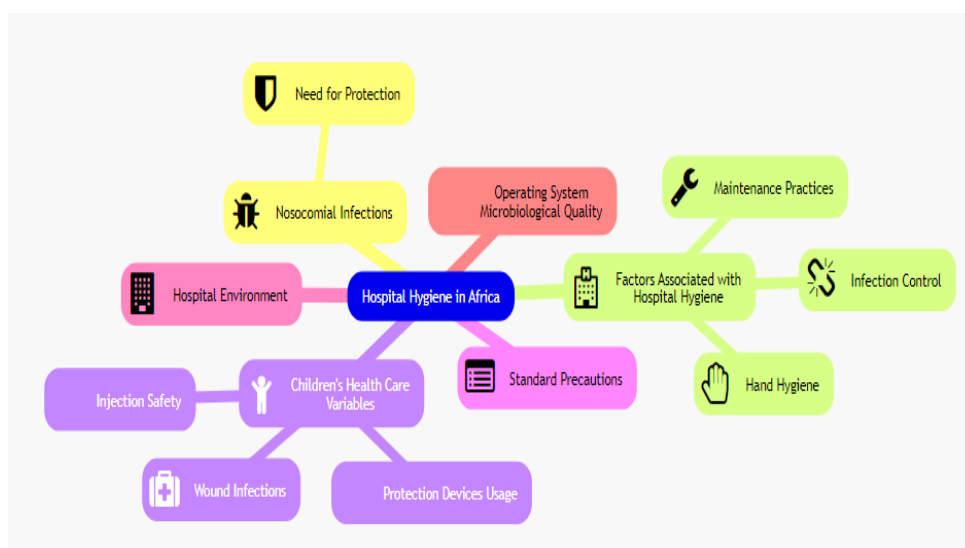 Need for Protection
Nosocomial Infections
Operating System
Microbiological Quality
Maintenance Practices
Hospital Environment
Hospital Hygiene in Africa
Factors Associated with
Hospital Hygiene
Infection Control
Standard Precautions
Hand Hygiene
Children's Health Care
Variables
Injection Safety
Wound Infections
Protection Devices Usage